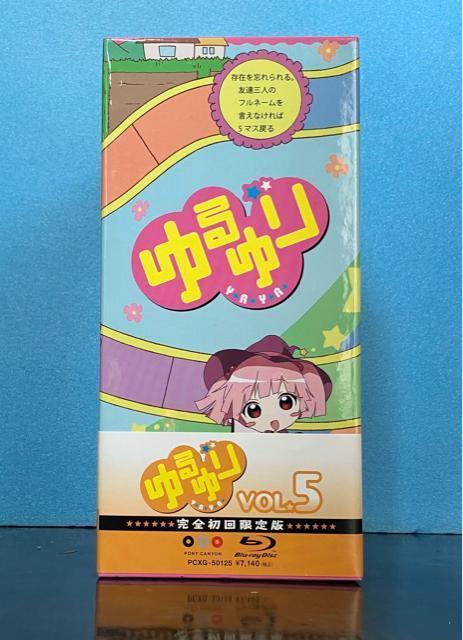 存在を忘れられる。
友達三人の
フルネームを
言えなければ
5マス戻る
ゆるゆり
Y★R★Y★R★
ゆるゆり
Y★R★Y★R★
VOL.5
★★★★★★完全初回限定版★★★★★★
PONY CANYON
Blu-ray Disc
PCXG-50125 ¥7,140(税込)